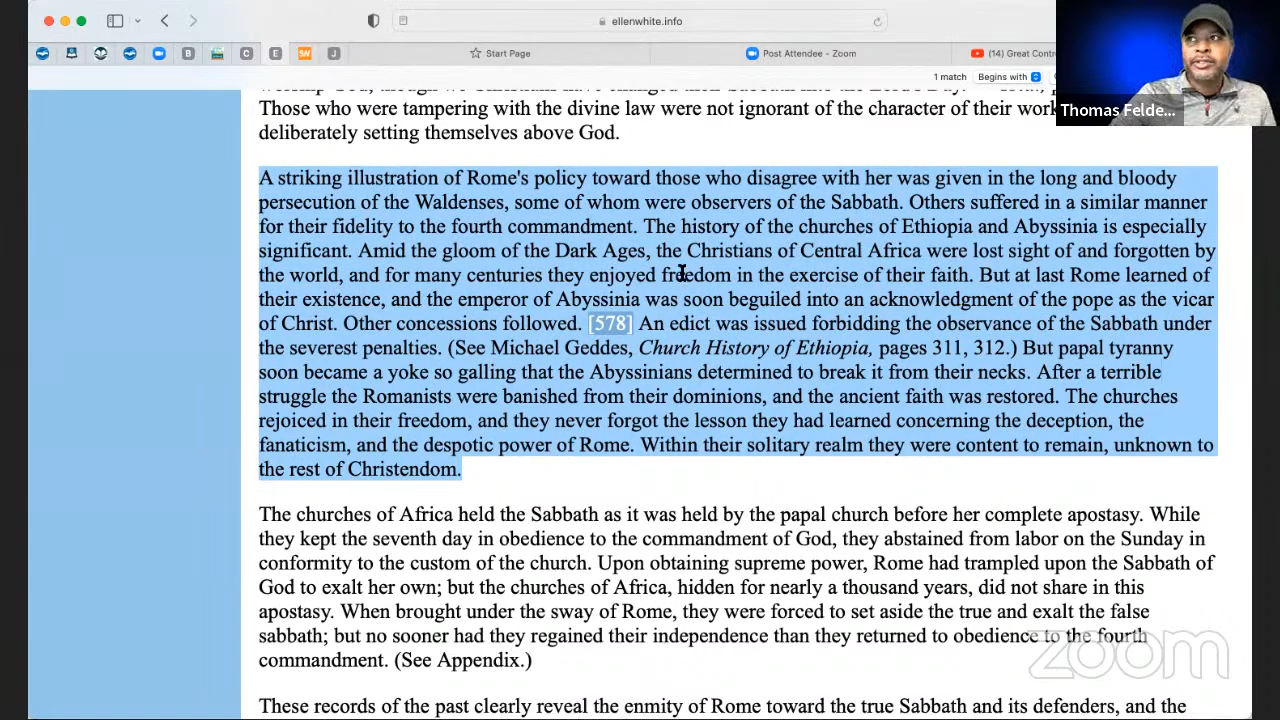 ellenwhite.info
B
C
E
SW
J
Start Page
Post Attendee - Zoom
(14) Great Contr
1 match
Begins with
Thomas Felde...
Those who were tampering with the divine law were not ignorant of the character of their work
deliberately setting themselves above God.
A striking illustration of Rome's policy toward those who disagree with her was given in the long and bloody
persecution of the Waldenses, some of whom were observers of the Sabbath. Others suffered in a similar manner
for their fidelity to the fourth commandment. The history of the churches of Ethiopia and Abyssinia is especially
significant. Amid the gloom of the Dark Ages, the Christians of Central Africa were lost sight of and forgotten by
the world, and for many centuries they enjoyed freedom in the exercise of their faith. But at last Rome learned of
their existence, and the emperor of Abyssinia was soon beguiled into an acknowledgment of the pope as the vicar
of Christ. Other concessions followed. [578] An edict was issued forbidding the observance of the Sabbath under
the severest penalties. (See Michael Geddes, Church History of Ethiopia, pages 311, 312.) But papal tyranny
soon became a yoke so galling that the Abyssinians determined to break it from their necks. After a terrible
struggle the Romanists were banished from their dominions, and the ancient faith was restored. The churches
rejoiced in their freedom, and they never forgot the lesson they had learned concerning the deception, the
fanaticism, and the despotic power of Rome. Within their solitary realm they were content to remain, unknown to
the rest of Christendom.
The churches of Africa held the Sabbath as it was held by the papal church before her complete apostasy. While
they kept the seventh day in obedience to the commandment of God, they abstained from labor on the Sunday in
conformity to the custom of the church. Upon obtaining supreme power, Rome had trampled upon the Sabbath of
God to exalt her own; but the churches of Africa, hidden for nearly a thousand years, did not share in this
apostasy. When brought under the sway of Rome, they were forced to set aside the true and exalt the false
sabbath; but no sooner had they regained their independence than they returned to obedience to the fourth
commandment. (See Appendix.)
zoom
These records of the past clearly reveal the enmity of Rome toward the true Sabbath and its defenders, and the